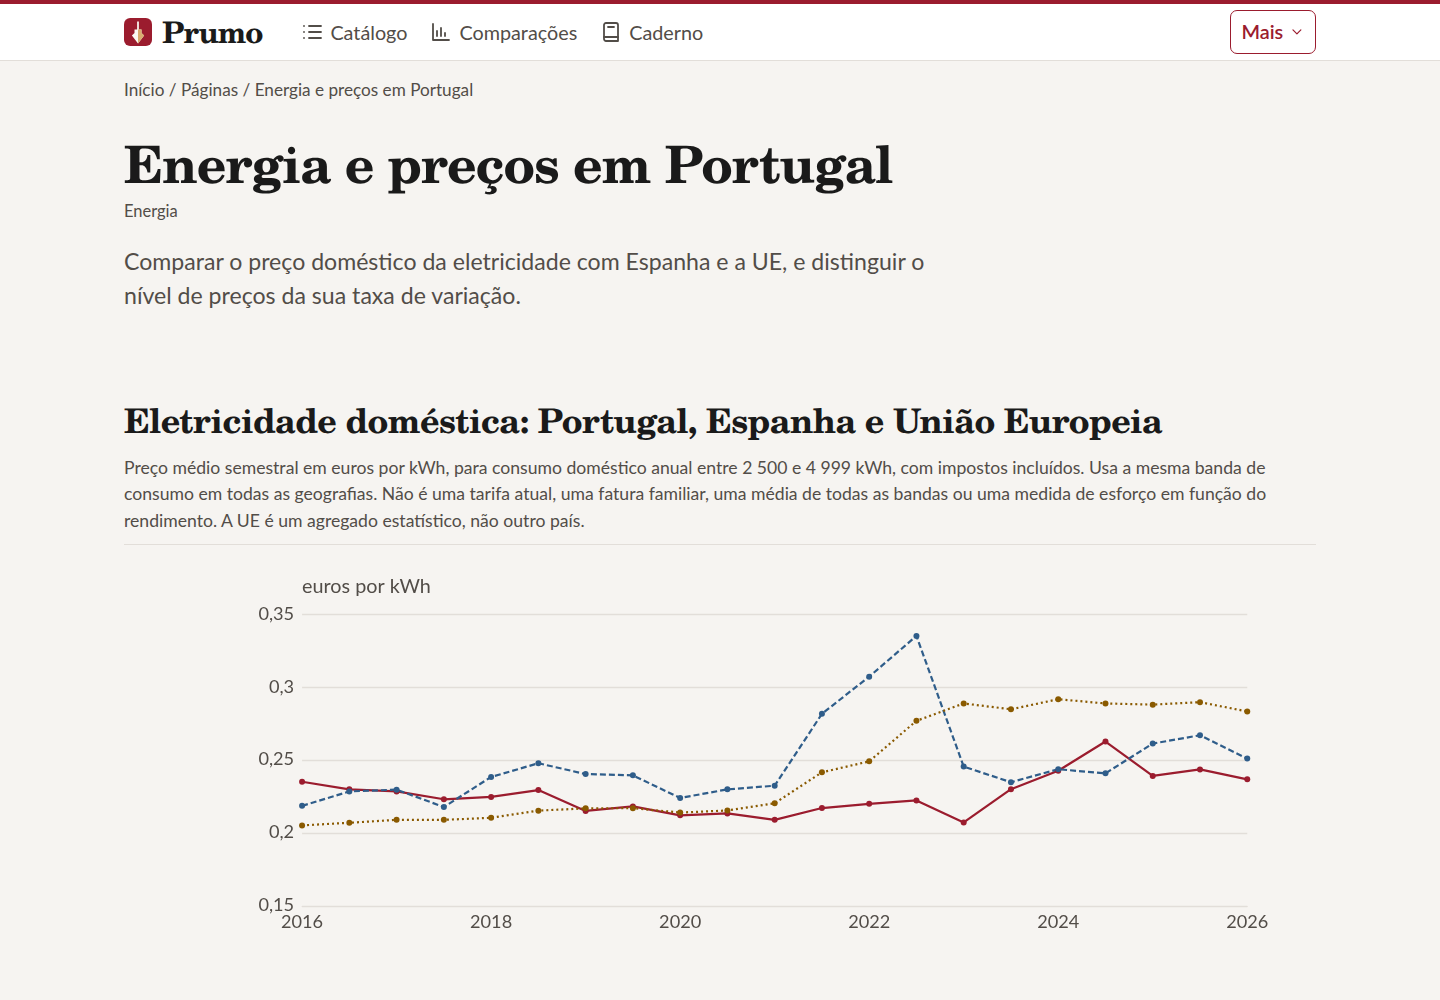 Prumo
Catálogo
Comparações
Caderno
Mais
Início / Páginas / Energia e preços em Portugal
Energia e preços em Portugal
Energia
Comparar o preço doméstico da eletricidade com Espanha e a UE, e distinguir o
nível de preços da sua taxa de variação.
Eletricidade doméstica: Portugal, Espanha e União Europeia
Preço médio semestral em euros por kWh, para consumo doméstico anual entre 2 500 e 4 999 kWh, com impostos incluídos. Usa a mesma banda de
consumo em todas as geografias. Não é uma tarifa atual, uma fatura familiar, uma média de todas as bandas ou uma medida de esforço em função do
rendimento. A UE é um agregado estatístico, não outro país.
euros por kWh
0,35
0,3
0,25
0,2
0,15
2016 2018 2020 2022 2024 2026